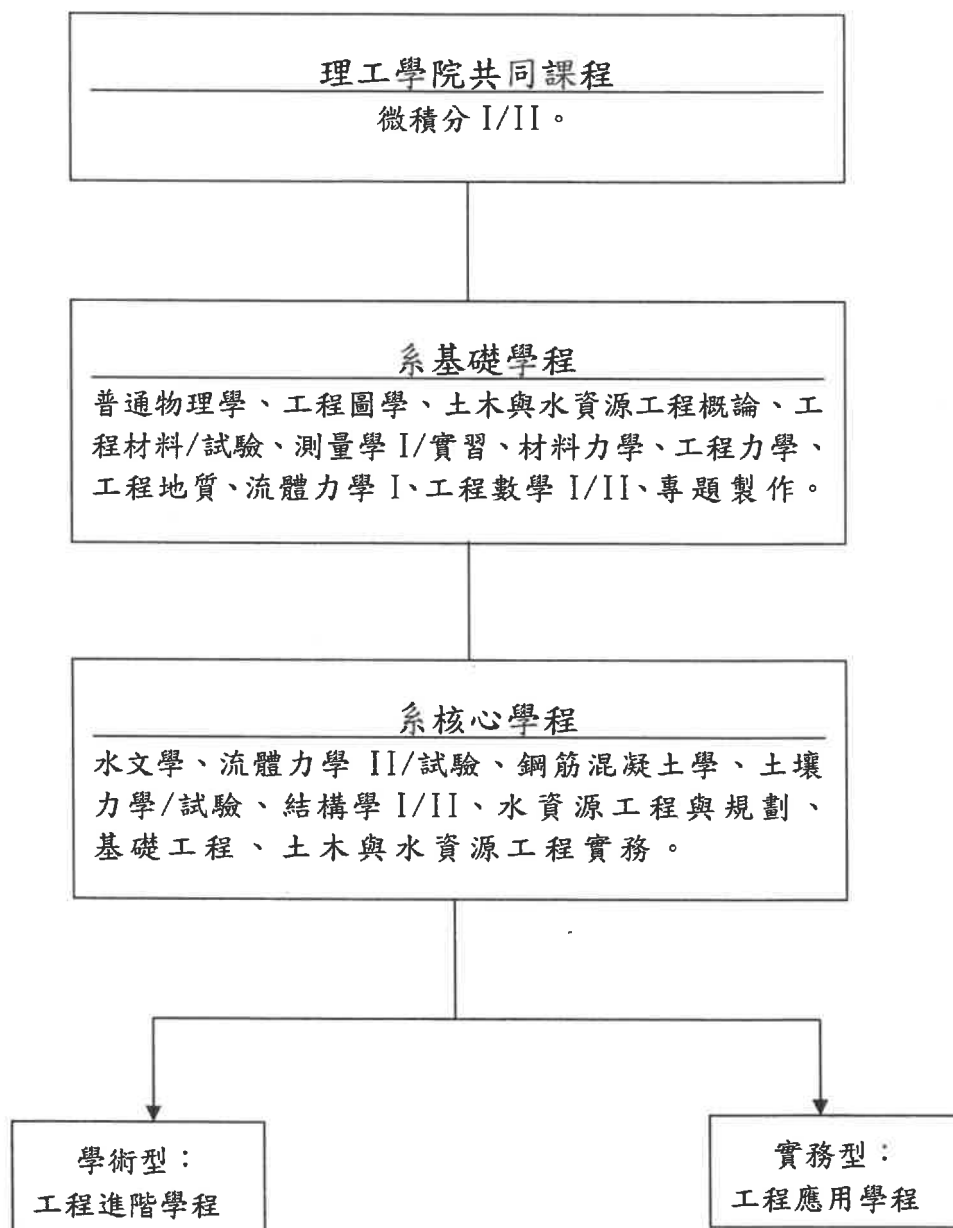 理工學院共同課程
微積分 I/II。
系基礎學程
普通物理學、工程圖學、土木與水資源工程概論、工
程材料/試驗、測量學 I/實習、材料力學、工程力學、
工程地質、流體力學 I、工程數學 I/II、專題製作。
系核心學程
水文學、流體力學 II/試驗、鋼筋混凝土學、土壤
力學/試驗、結構學 I/II、水資源工程與規劃、
基礎工程、土木與水資源工程實務。
學術型：
工程進階學程
實務型：
工程應用學程